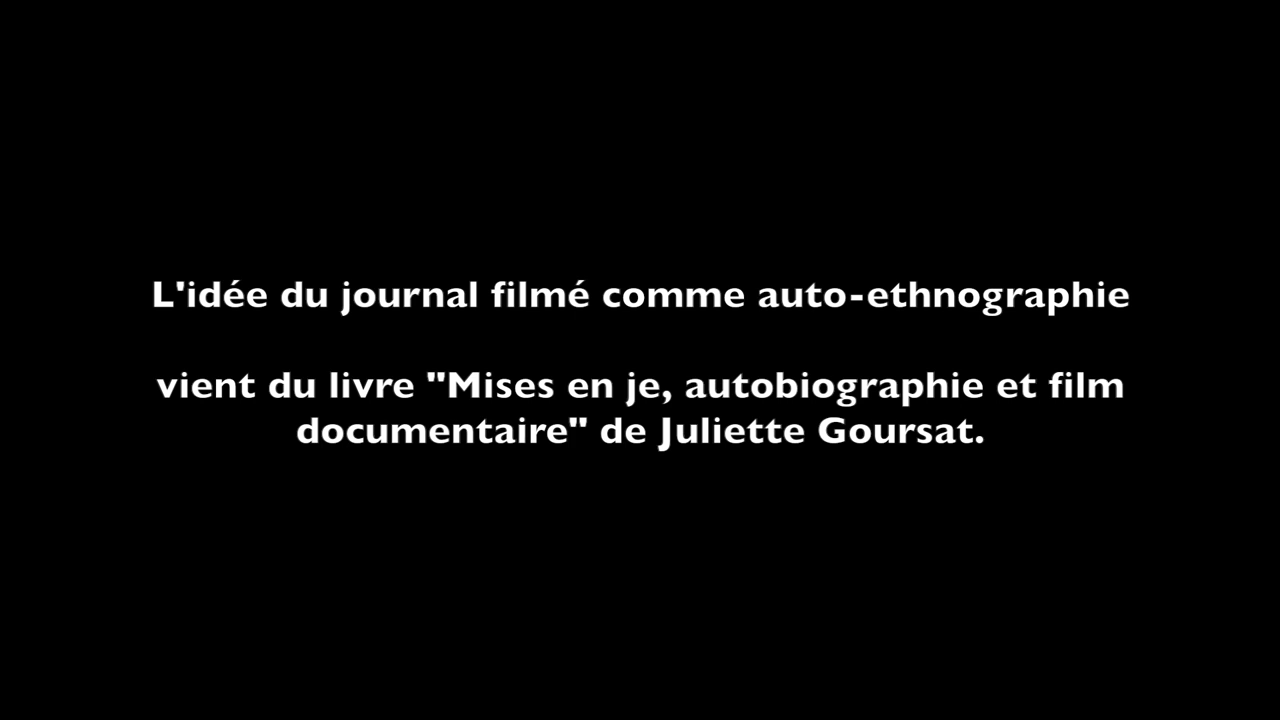 L'idée du journal filmé comme auto-ethnographie
vient du livre "Mises en je, autobiographie et film
documentaire" de Juliette Goursat.